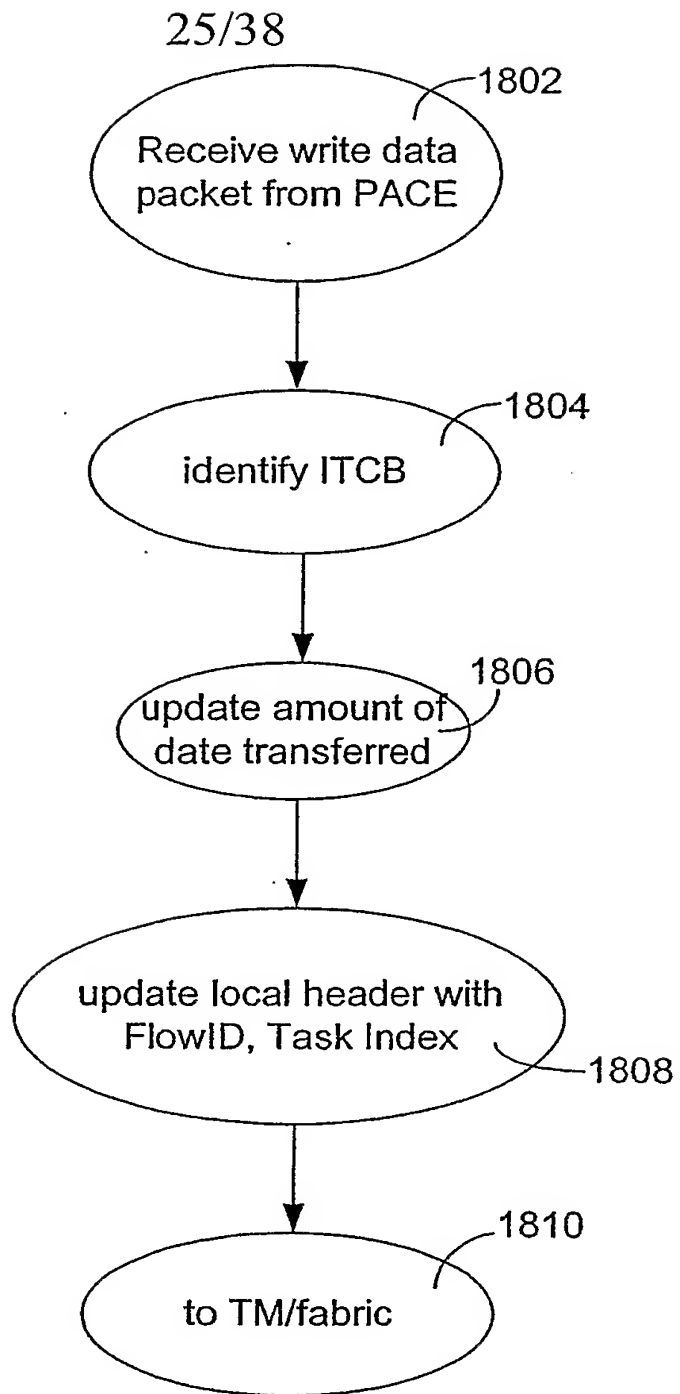 25/38
1802
Receive write data
packet from PACE
1804
identify ITCB
1806
update amount of
date transferred
update local header with
FlowID, Task Index
1808
1810
to TM/fabric